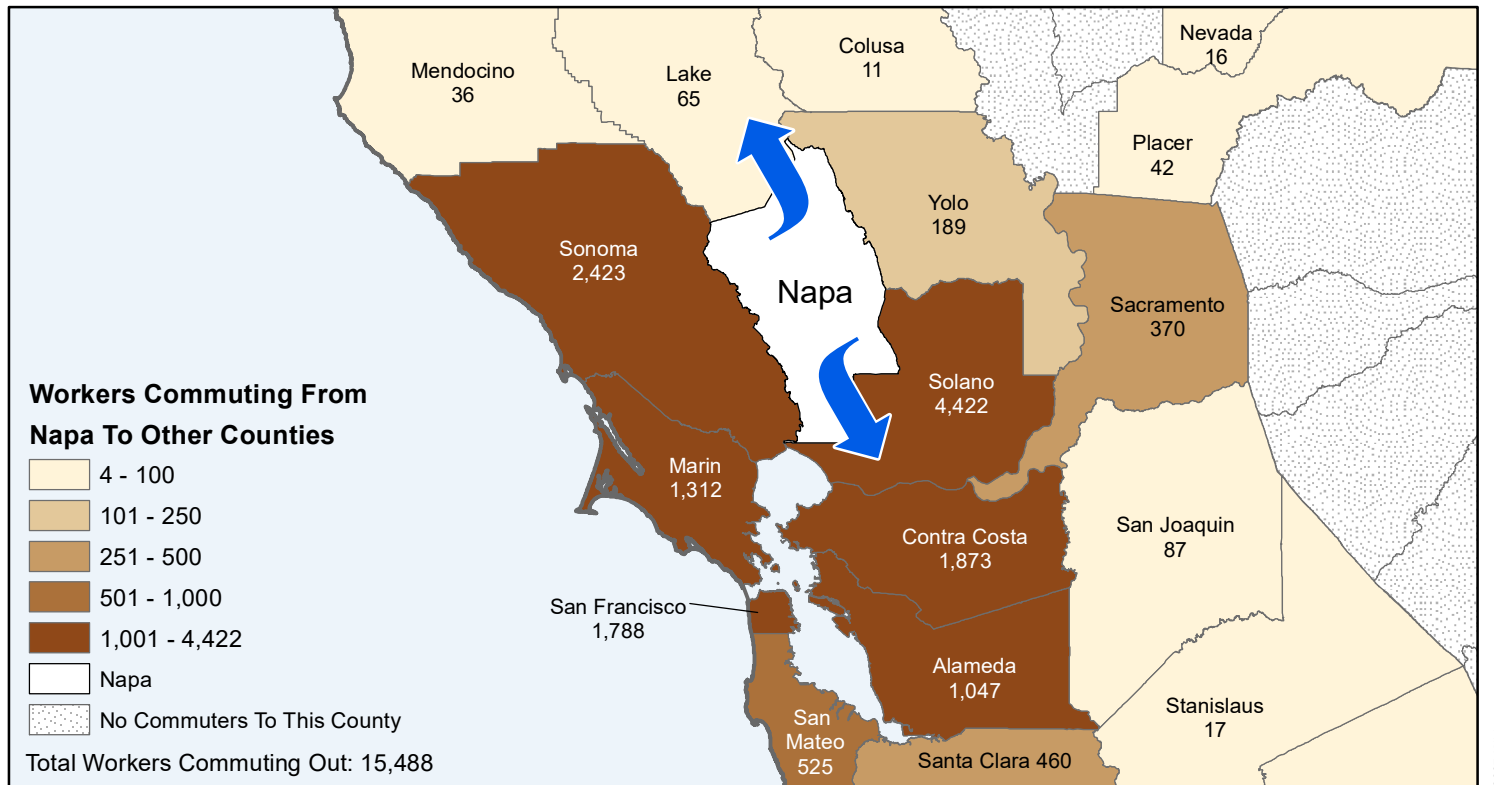 Nevada
16
Colusa
11
Mendocino
36
Lake
65
Placer
42
Yolo
189
Sonoma
2,423
Napa
Sacramento
370
Solano
4,422
Workers Commuting From
Napa To Other Counties
4 - 100
101 - 250
251 - 500
501 - 1,000
1,001 - 4,422
Napa
No Commuters To This County
Total Workers Commuting Out: 15,488
Marin
1,312
Contra Costa
1,873
San Joaquin
87
San Francisco
1,788
Alameda
1,047
Stanislaus
17
San
Mateo
525
Santa Clara 460